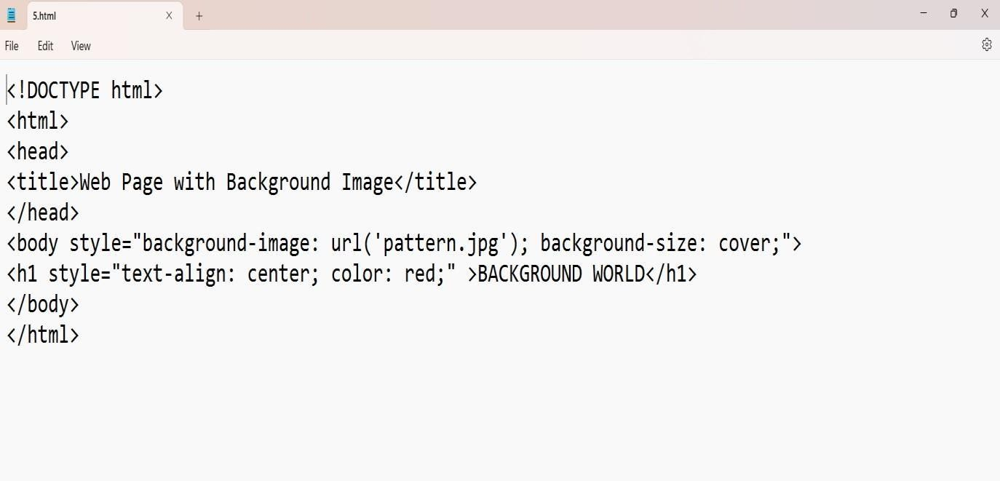 5.html
File Edit View
<!DOCTYPE html>
<html>
<head>
<title>Web Page with Background Image</title>
</head>
<body style="background-image: url('pattern.jpg'); background-size: cover;">
<h1 style="text-align: center; color: red;" >BACKGROUND WORLD</h1>
</body>
</html>